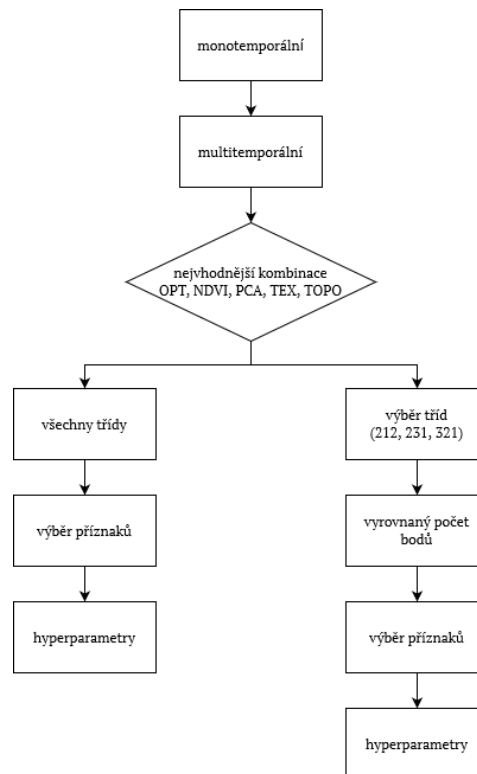 monotemporální
multitemporální
nejvhodnější kombinace
OPT, NDVI, PCA, TEX, TOPO
všechny třídy
výběr tříd
(212, 231, 321)
výběr příznaků
vyrovnaný počet
bodů
hyperparametry
výběr příznaků
hyperparametry